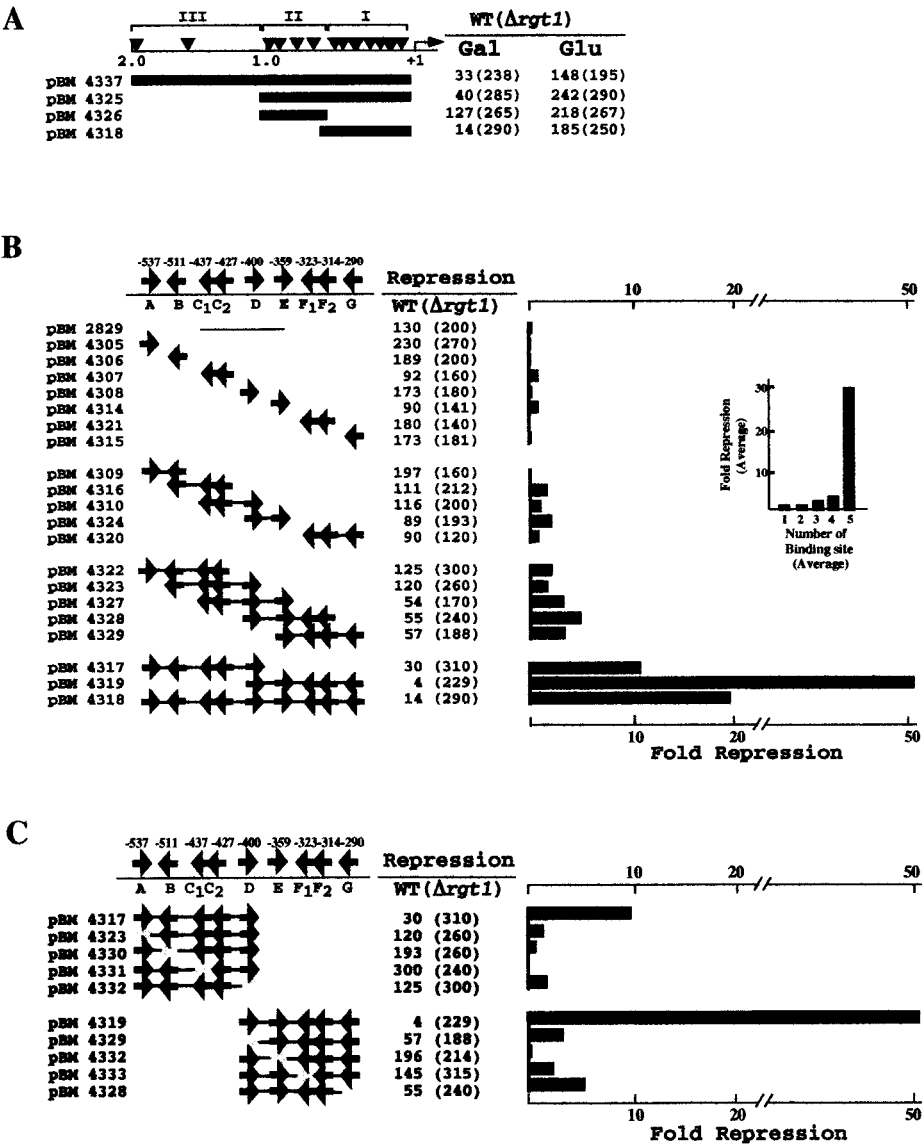 A
III II I WT(Δrgt1)
Gal Glu
2.0 1.0 +1
pBM 4337 33(238) 148(195)
pBM 4325 40(285) 242(290)
pBM 4326 127(265) 218(267)
pBM 4318 14(290) 185(250)
B
-537 -511 -437 -427 -400 -359 -323 -314 -290
Repression
10 20 50
A B C1 C2 D E F1 F2 G WT(Δrgt1)
pBM 2829 130 (200)
pBM 4305 230 (270)
pBM 4306 189 (200)
pBM 4307 92 (160)
pBM 4308 173 (180)
pBM 4314 90 (141)
pBM 4321 180 (140)
pBM 4315 173 (181)
pBM 4309 197 (160)
pBM 4316 111 (212)
pBM 4310 116 (200)
pBM 4324 89 (193)
pBM 4320 90 (120)
pBM 4322 125 (300)
pBM 4323 120 (260)
pBM 4327 54 (170)
pBM 4328 55 (240)
pBM 4329 57 (188)
pBM 4317 30 (310)
pBM 4319 4 (229)
pBM 4318 14 (290)
Fold Repression
(Average)
30
20
10
1 2 3 4 5
Number of
Binding site
(Average)
10 20 50
Fold Repression
C
-537 -511 -437 -427 -400 -359 -323 -314 -290
Repression
10 20 50
A B C1 C2 D E F1 F2 G WT(Δrgt1)
pBM 4317 30 (310)
pBM 4323 120 (260)
pBM 4330 193 (260)
pBM 4331 300 (240)
pBM 4332 125 (300)
pBM 4319 4 (229)
pBM 4329 57 (188)
pBM 4332 196 (214)
pBM 4333 145 (315)
pBM 4328 55 (240)
10 20 50
Fold Repression